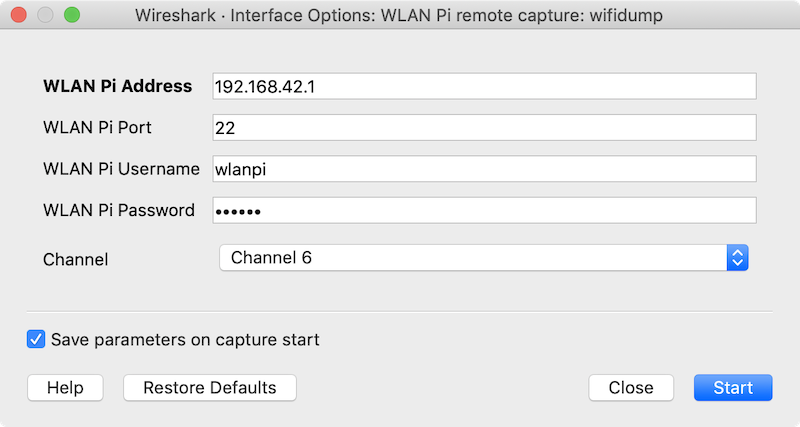 Wireshark · Interface Options: WLAN Pi remote capture: wifidump
WLAN Pi Address 192.168.42.1
WLAN Pi Port 22
WLAN Pi Username wlanpi
WLAN Pi Password ••••••
Channel Channel 6
Save parameters on capture start
Help Restore Defaults Close Start